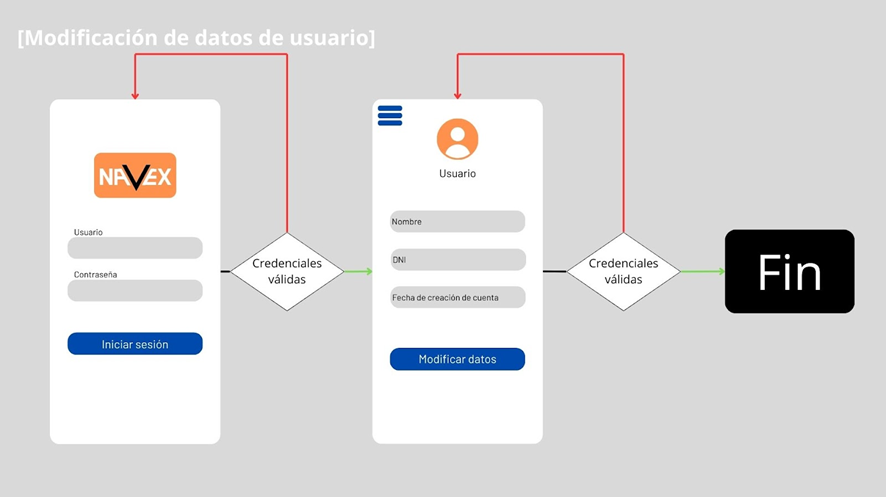 [Modificación de datos de usuario]
NAVEX
Usuario
Contraseña
Iniciar sesión
Credenciales
válidas
Usuario
Nombre
DNI
Fecha de creación de cuenta
Modificar datos
Credenciales
válidas
Fin